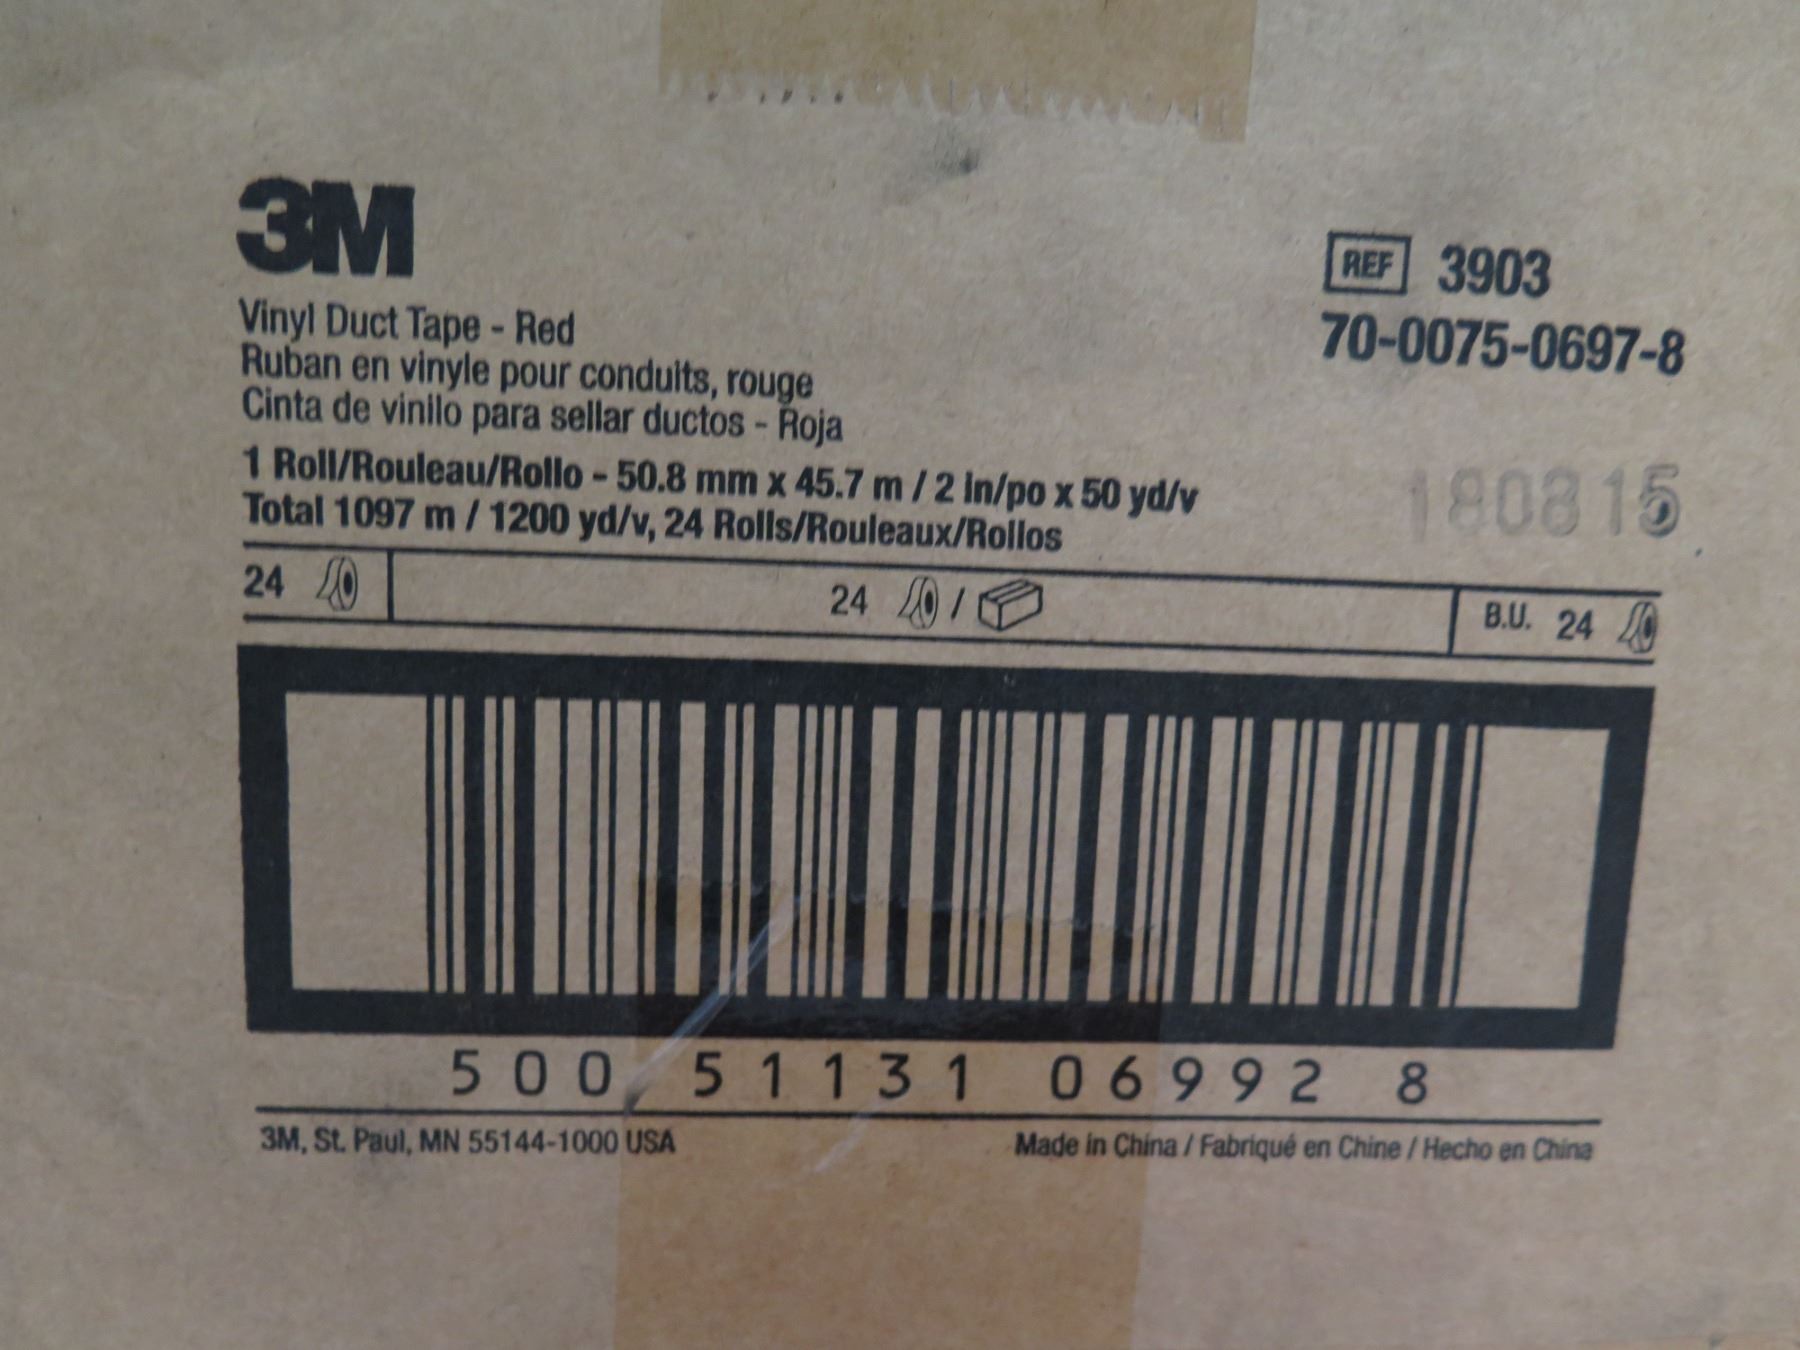 3M
Vinyl Duct Tape - Red
Ruban en vinyle pour conduits, rouge
Cinta de vinilo para sellar ductos - Roja
1 Roll/Rouleau/Rollo - 50.8 mm x 45.7 m / 2 in/po x 50 yd/v
Total 1097 m / 1200 yd/v, 24 Rolls/Rouleaux/Rollos
REF 3903
70-0075-0697-8
180815
24
24 /
B.U. 24
500 51131 06992 8
3M, St. Paul, MN 55144-1000 USA
Made in China / Fabriqué en Chine / Hecho en China